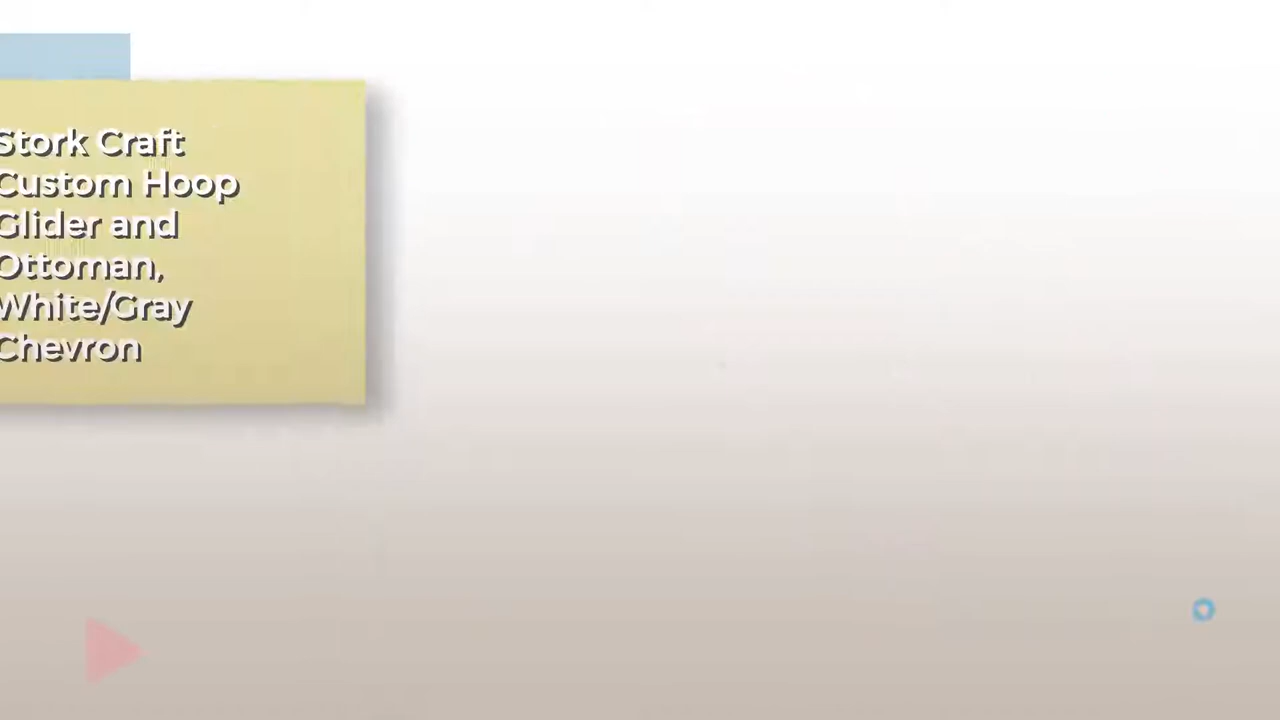 Stork Craft
Custom Hoop
Glider and
Ottoman,
White/Gray
Chevron